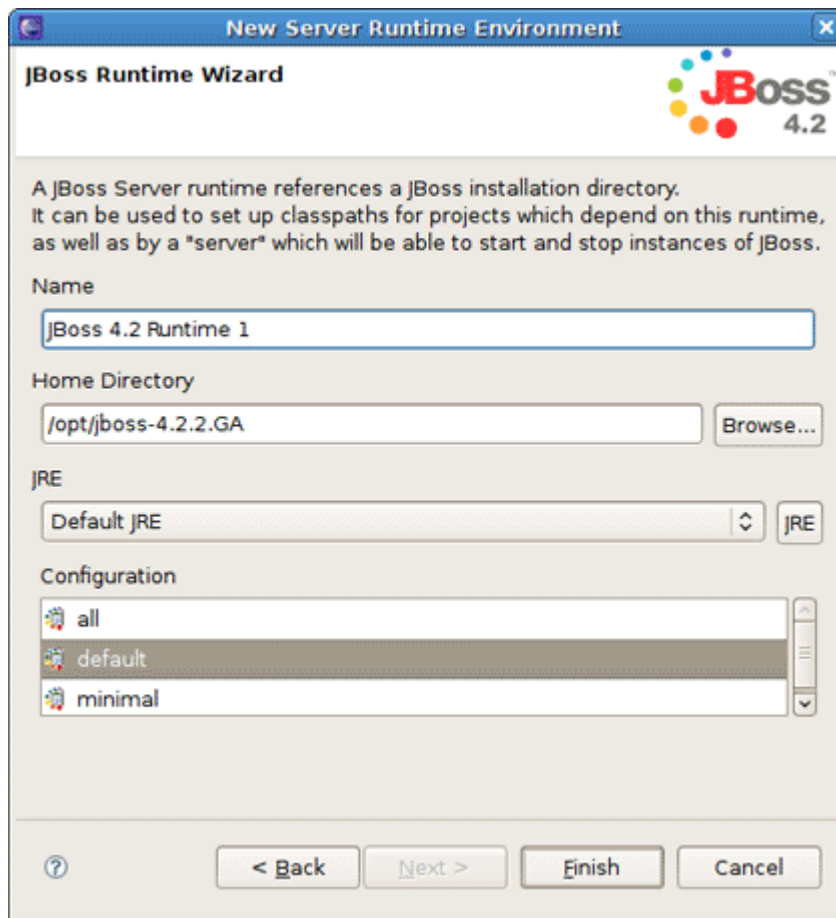 New Server Runtime Environment
JBoss Runtime Wizard
JBoss
4.2
A JBoss Server runtime references a JBoss installation directory.
It can be used to set up classpaths for projects which depend on this runtime,
as well as by a "server" which will be able to start and stop instances of JBoss.
Name
JBoss 4.2 Runtime 1
Home Directory
/opt/jboss-4.2.2.GA
Browse...
JRE
Default JRE
JRE
Configuration
all
default
minimal
< Back
Next >
Finish
Cancel